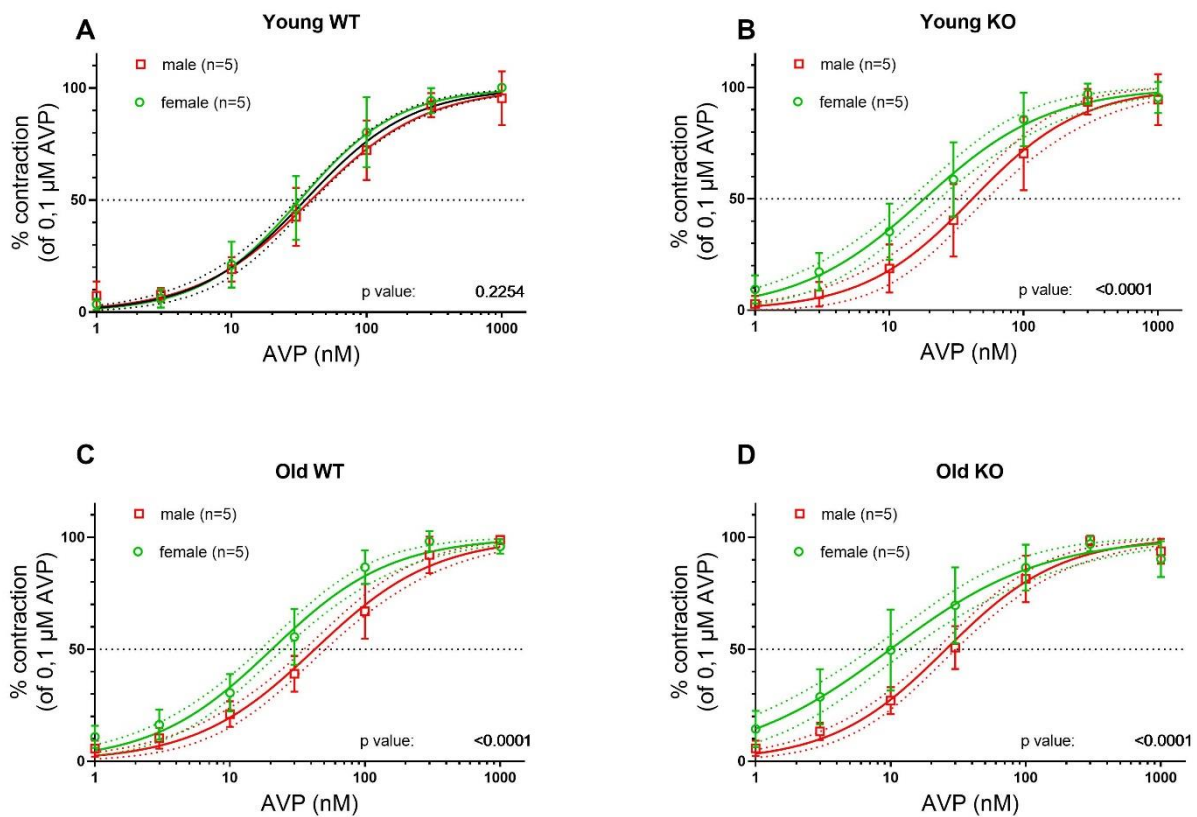 A
Young WT
male (n=5)
female (n=5)
% contraction
(of 0,1 µM AVP)
100
50
0
p value: 0.2254
1 10 100 1000
AVP (nM)
B
Young KO
male (n=5)
female (n=5)
% contraction
(of 0,1 µM AVP)
100
50
0
p value: <0.0001
1 10 100 1000
AVP (nM)
C
Old WT
male (n=5)
female (n=5)
% contraction
(of 0,1 µM AVP)
100
50
0
p value: <0.0001
1 10 100 1000
AVP (nM)
D
Old KO
male (n=5)
female (n=5)
% contraction
(of 0,1 µM AVP)
100
50
0
p value: <0.0001
1 10 100 1000
AVP (nM)